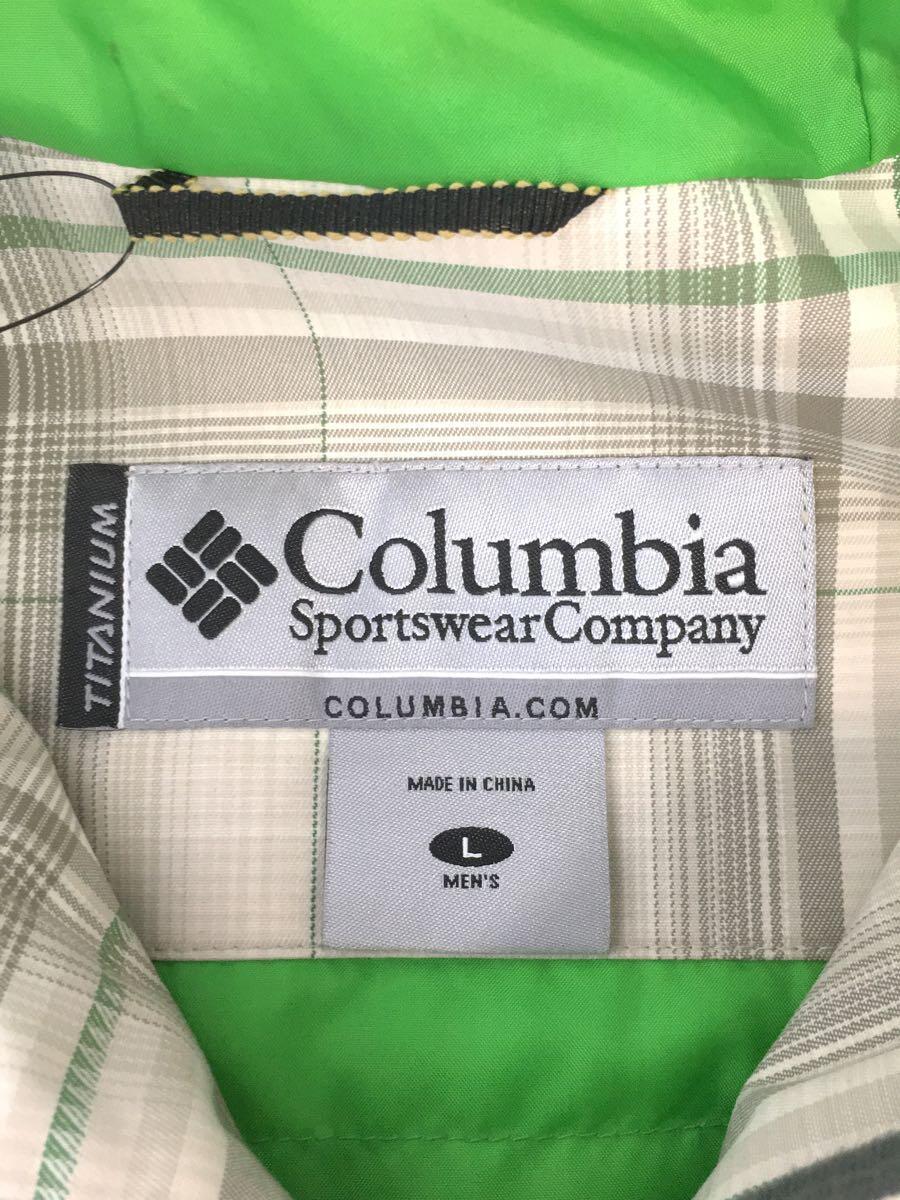 TITANIUM
Columbia
Sportswear Company
COLUMBIA.COM
MADE IN CHINA
L
MEN'S